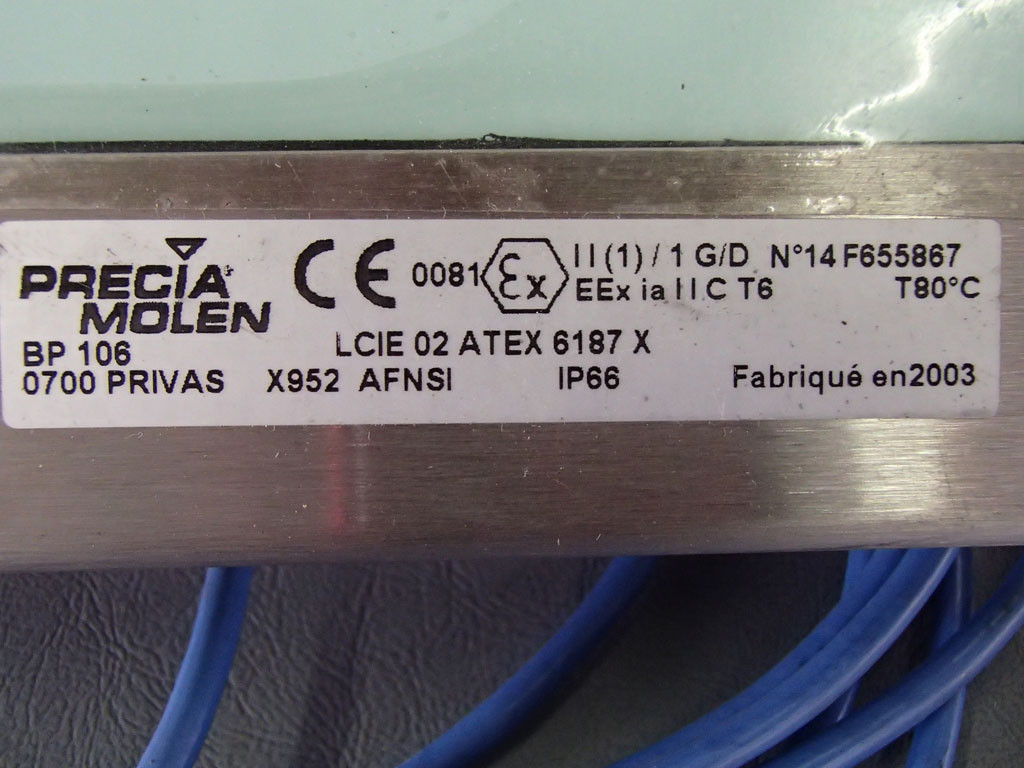 PRECIA MOLEN
CE 0081 Ex II (1) / 1 G/D N°14 F655867
EEx ia II C T6 T80°C
BP 106 LCIE 02 ATEX 6187 X
0700 PRIVAS X952 AFNSI IP66 Fabriqué en2003